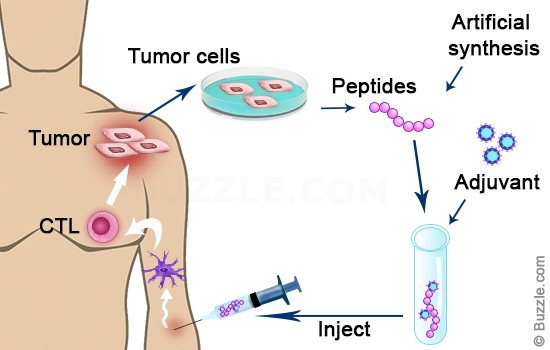 Artificial
synthesis
Tumor cells
Peptides
Tumor
Adjuvant
CTL
Inject
BUZZLE.COM
© Buzzle.com